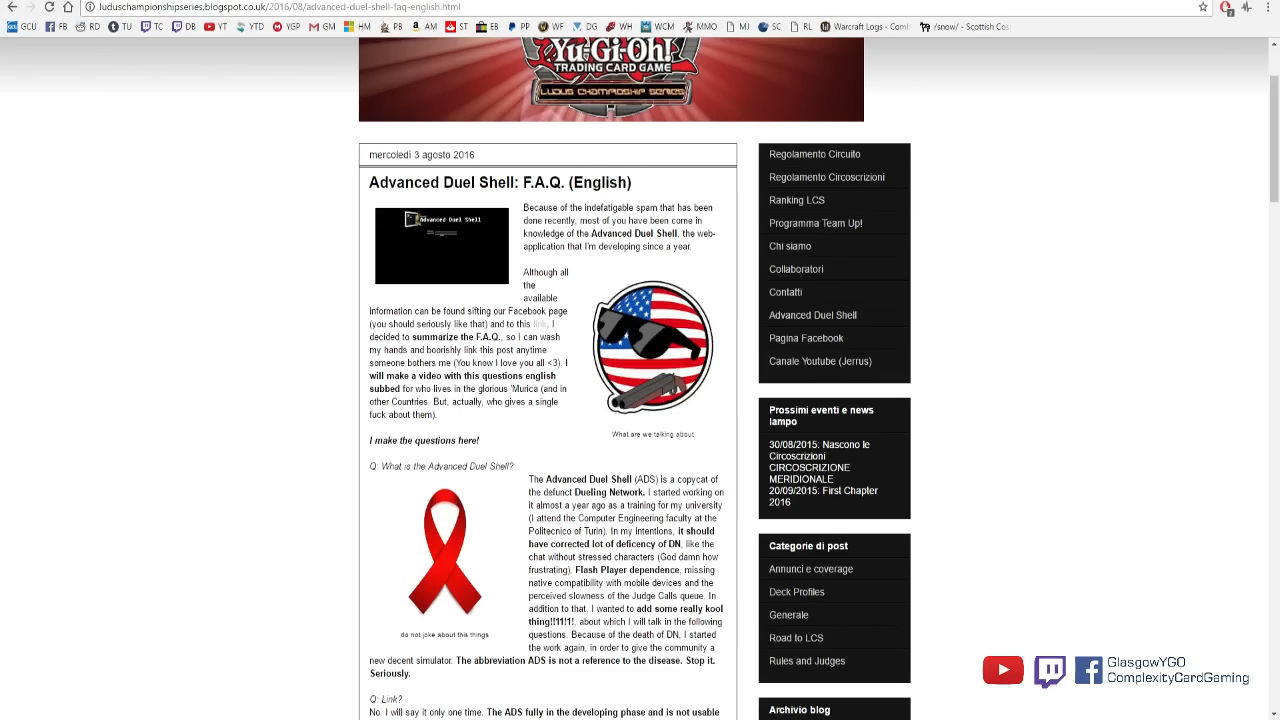 luduschampionshipseries.blogspot.co.uk/2016/08/advanced-duel-shell-faq-english.html
WO YGM YGP GM HM PB AM ST EB PP WG VM TG DG MMO MJ SC RL Warcraft Logs - Comb /snow/ - Scottish Cos
Yu-Gi-Oh!
TRADING CARD GAME
LUDUS CHAMPIONSHIP SERIES
mercoledì 3 agosto 2016
Advanced Duel Shell: F.A.Q. (English)
Advanced Duel Shell
Because of the indefatigable spam that has been
done recently, most of you have been come in
knowledge of the Advanced Duel Shell, the web-
application that I'm developing since a year.
Although all
the
available
information can be found sifting our Facebook page
(you should seriously like that) and to this link, I
decided to summarize the F.A.Q., so I can wash
my hands and boorishly link this post anytime
someone bothers me (You know I love you all <3). I
will make a video with this questions english
subbed for who lives in the glorious 'Murica (and in
other Countries. But, actually, who gives a single
fuck about them).
What are we talking about
I make the questions here!
Q: What is the Advanced Duel Shell?
The Advanced Duel Shell (ADS) is a copycat of
the defunct Dueling Network. I started working on
it almost a year ago as a training for my university
(I attend the Computer Engineering faculty at the
Politecnico of Turin). In my intentions, it should
have corrected lot of deficency of DN, like the
chat without stressed characters (God damn how
frustrating), Flash Player dependence, missing
native compatibility with mobile devices and the
perceived slowness of the Judge Calls queue. In
addition to that, I wanted to add some really kool
thing!!11!1!, about which I will talk in the following
questions. Because of the death of DN, I started
the work again, in order to give the community a
new decent simulator. The abbreviation ADS is not a reference to the disease. Stop it.
Seriously.
do not joke about this things
Q: Link?
No. I will say it only one time. The ADS fully in the developing phase and is not usable
Regolamento Circuito
Regolamento Circoscrizioni
Ranking LCS
Programma Team Up!
Chi siamo
Collaboratori
Contatti
Advanced Duel Shell
Pagina Facebook
Canale Youtube (Jerrus)
Prossimi eventi e news
lampo
30/08/2015: Nascono le
Circoscrizioni
CIRCOSCRIZIONE
MERIDIONALE
20/09/2015: First Chapter
2016
Categorie di post
Annunci e coverage
Deck Profiles
Generale
Road to LCS
Rules and Judges
Archivio blog
GlasgowYGO
ComplexityCardGaming